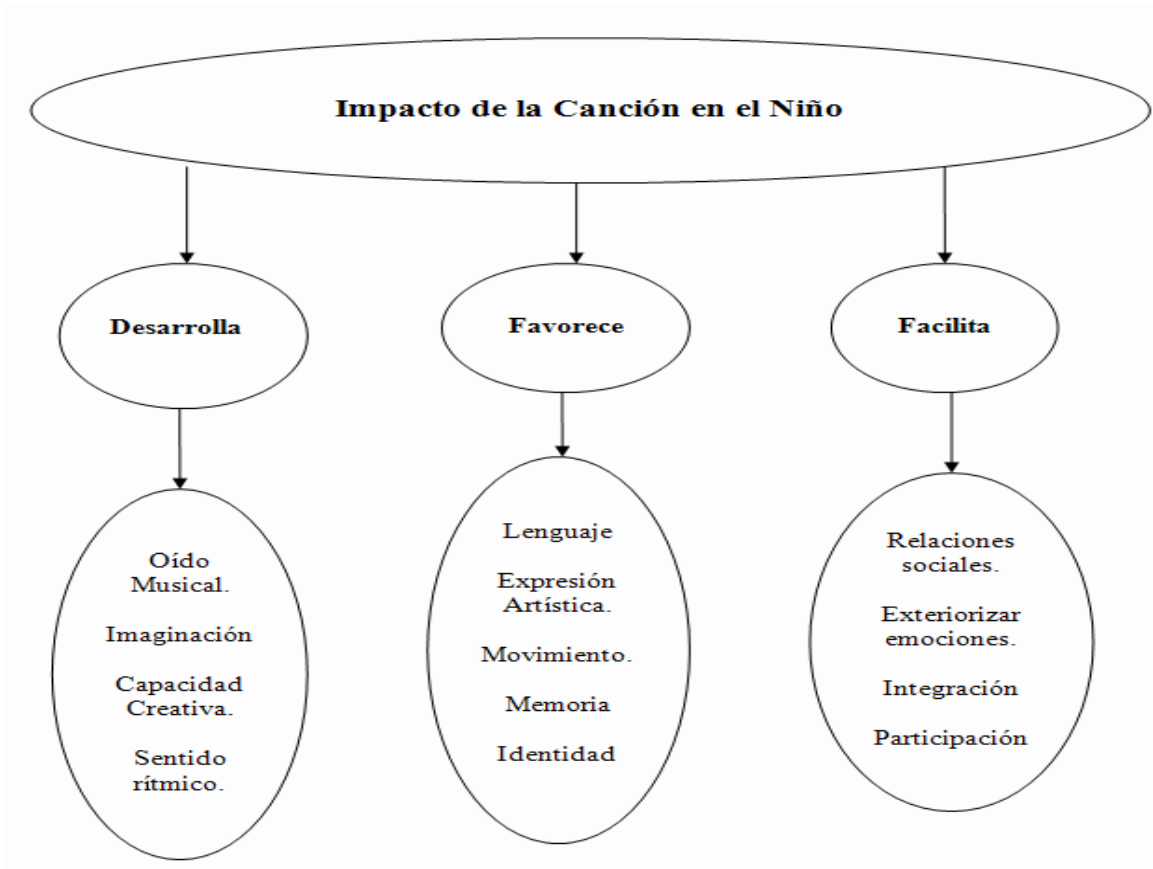 Impacto de la Canción en el Niño
Desarrolla
Favorece
Facilita
Oído
Musical.
Imaginación
Capacidad
Creativa.
Sentido
rítmico.
Lenguaje
Expresión
Artística.
Movimiento.
Memoria
Identidad
Relaciones
sociales.
Exteriorizar
emociones.
Integración
Participación